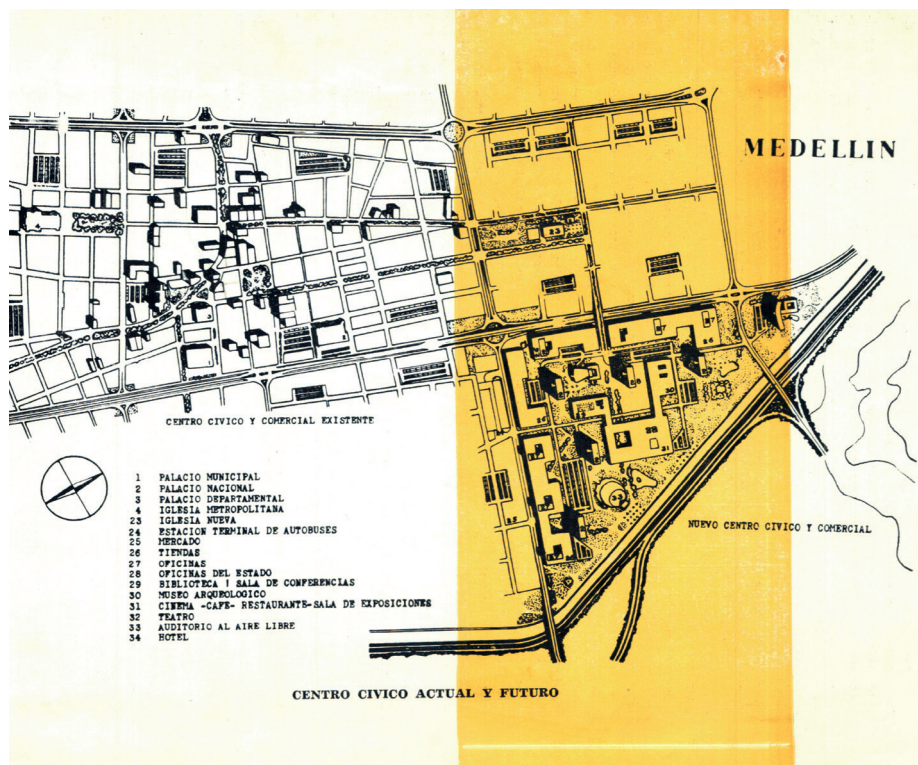 MEDELLIN
CENTRO CIVICO Y COMERCIAL EXISTENTE
1 PALACIO MUNICIPAL
2 PALACIO NACIONAL
3 PALACIO DEPARTAMENTAL
4 IGLESIA METROPOLITANA
23 IGLESIA NUEVA
24 ESTACION TERMINAL DE AUTOBUSES
25 MERCADO
26 TIENDAS
27 OFICINAS
28 OFICINAS DEL ESTADO
29 BIBLIOTECA I SALA DE CONFERENCIAS
30 MUSEO ARQUEOLOGICO
31 CINEMA -CAFE- RESTAURANTE-SALA DE EXPOSICIONES
32 TEATRO
33 AUDITORIO AL AIRE LIBRE
34 HOTEL
NUEVO CENTRO CIVICO Y COMERCIAL
CENTRO CIVICO ACTUAL Y FUTURO